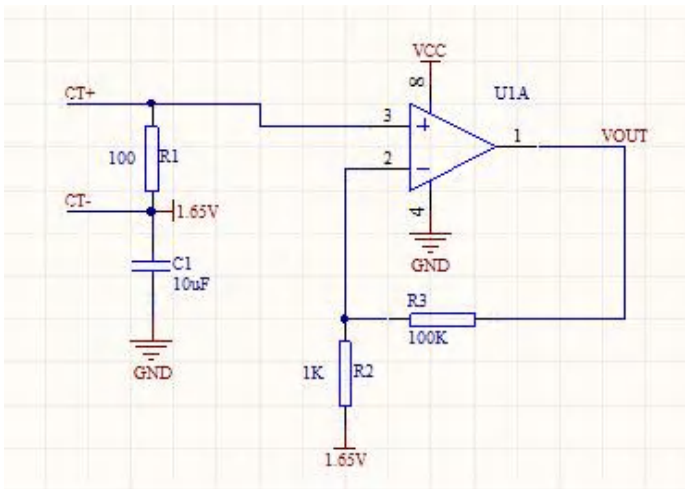 VCC
8
U1A
CT+
3
+
1
VOUT
100
R1
2
−
CT-
1.65V
4
GND
C1
10uF
R3
100K
GND
1K
R2
1.65V